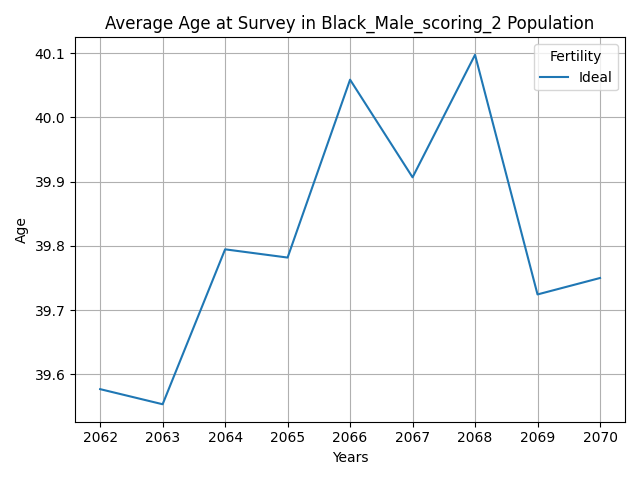 Average Age at Survey in Black_Male_scoring_2 Population
Fertility
Ideal
40.1
40.0
39.9
39.8
39.7
39.6
Age
2062 2063 2064 2065 2066 2067 2068 2069 2070
Years